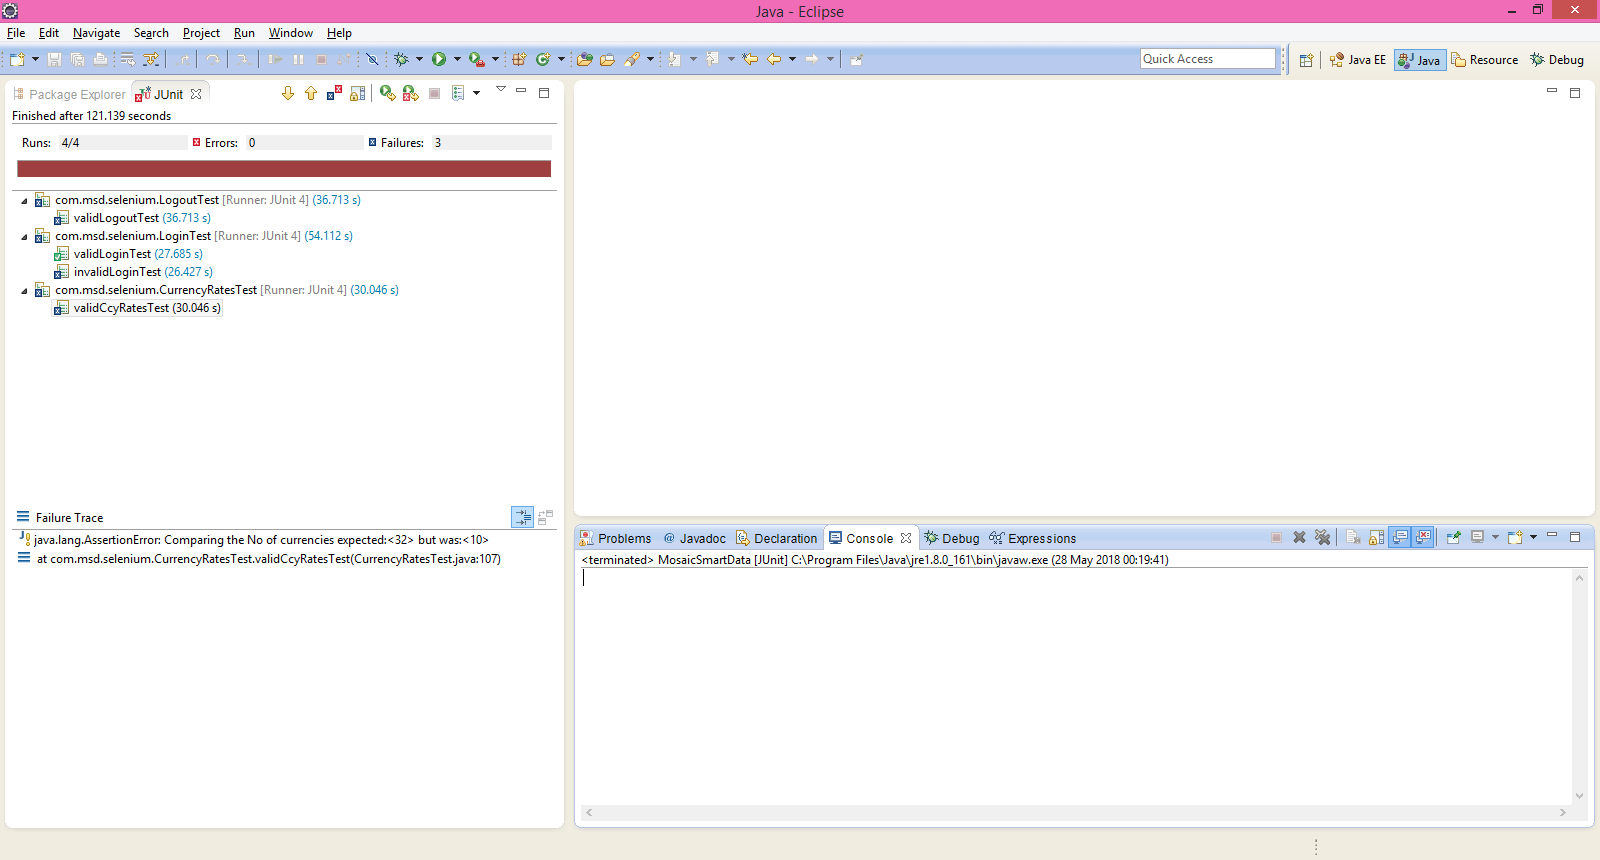 Java - Eclipse
File Edit Navigate Search Project Run Window Help
Quick Access
Java EE Java Resource Debug
Package Explorer JUnit
Finished after 121.139 seconds
Runs: 4/4 Errors: 0 Failures: 3
com.msd.selenium.LogoutTest [Runner: JUnit 4] (36.713 s)
validLogoutTest (36.713 s)
com.msd.selenium.LoginTest [Runner: JUnit 4] (54.112 s)
validLoginTest (27.685 s)
invalidLoginTest (26.427 s)
com.msd.selenium.CurrencyRatesTest [Runner: JUnit 4] (30.046 s)
validCcyRatesTest (30.046 s)
Failure Trace
java.lang.AssertionError: Comparing the No of currencies expected:<32> but was:<10>
at com.msd.selenium.CurrencyRatesTest.validCcyRatesTest(CurrencyRatesTest.java:107)
Problems @ Javadoc Declaration Console Debug Expressions
<terminated> MosaicSmartData [JUnit] C:\Program Files\Java\jre1.8.0_161\bin\javaw.exe (28 May 2018 00:19:41)